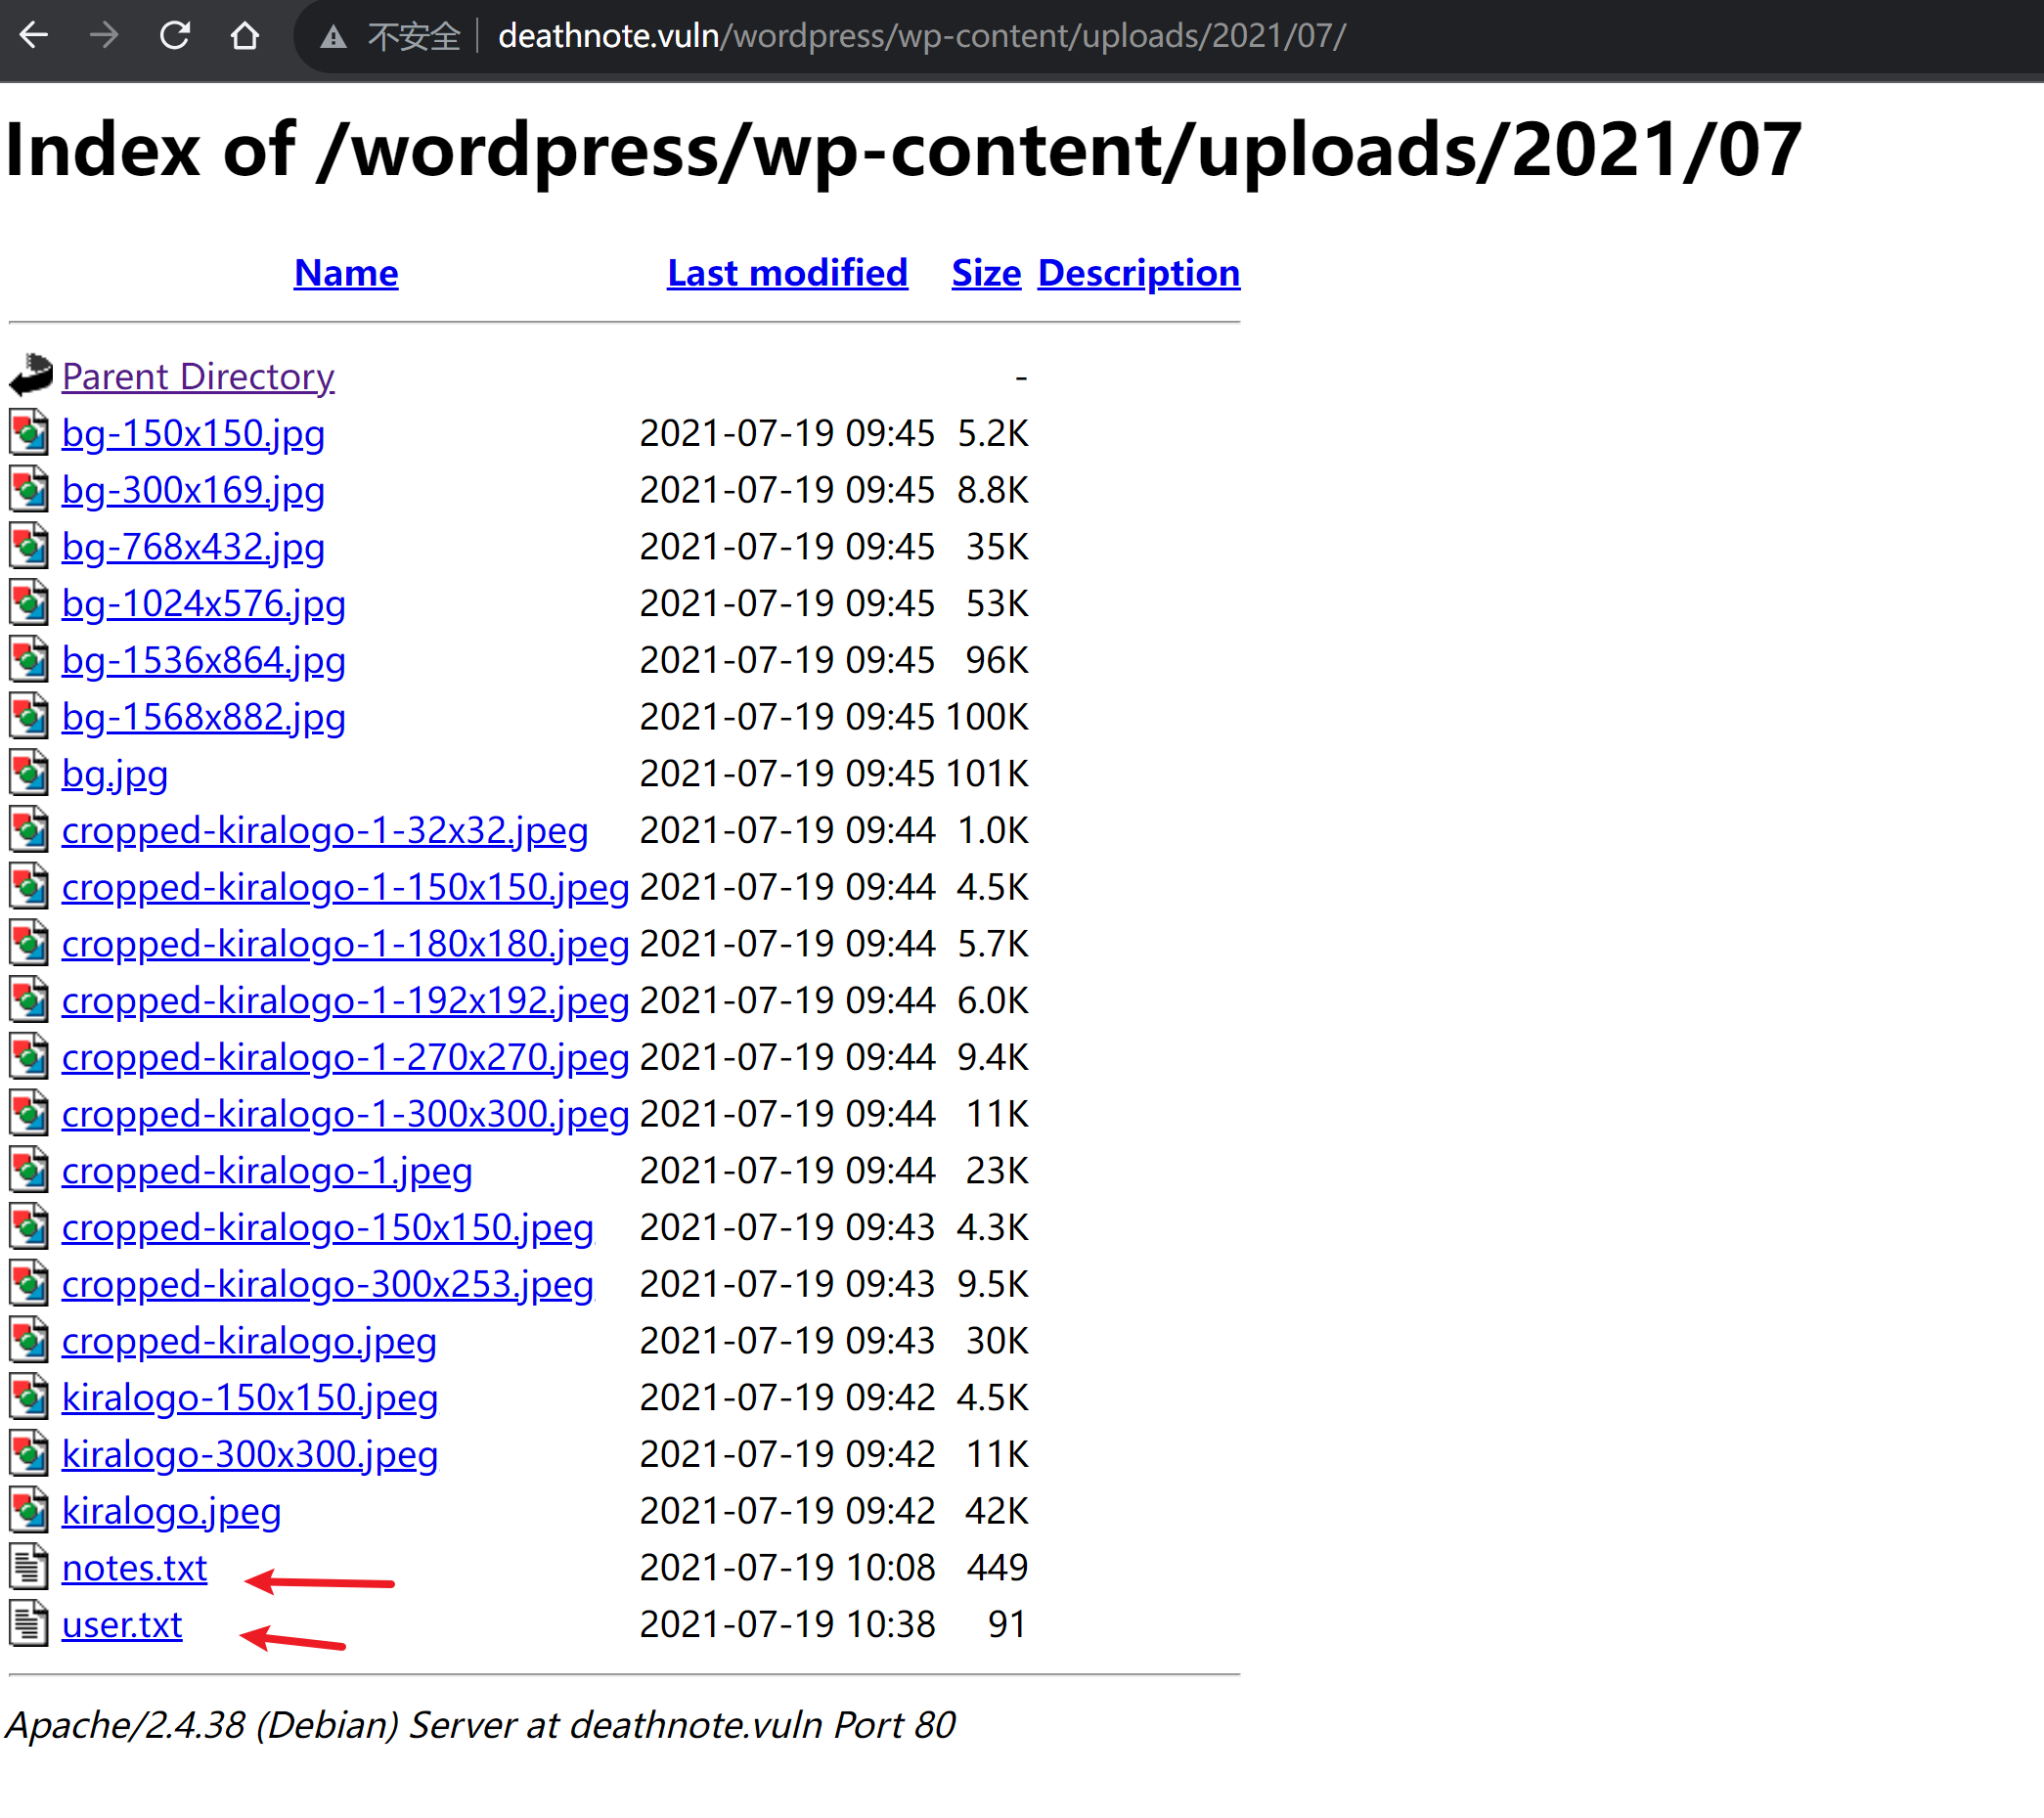 不安全 deathnote.vuln/wordpress/wp-content/uploads/2021/07/
Index of /wordpress/wp-content/uploads/2021/07
Name Last modified Size Description
Parent Directory -
bg-150x150.jpg 2021-07-19 09:45 5.2K
bg-300x169.jpg 2021-07-19 09:45 8.8K
bg-768x432.jpg 2021-07-19 09:45 35K
bg-1024x576.jpg 2021-07-19 09:45 53K
bg-1536x864.jpg 2021-07-19 09:45 96K
bg-1568x882.jpg 2021-07-19 09:45 100K
bg.jpg 2021-07-19 09:45 101K
cropped-kiralogo-1-32x32.jpeg 2021-07-19 09:44 1.0K
cropped-kiralogo-1-150x150.jpeg 2021-07-19 09:44 4.5K
cropped-kiralogo-1-180x180.jpeg 2021-07-19 09:44 5.7K
cropped-kiralogo-1-192x192.jpeg 2021-07-19 09:44 6.0K
cropped-kiralogo-1-270x270.jpeg 2021-07-19 09:44 9.4K
cropped-kiralogo-1-300x300.jpeg 2021-07-19 09:44 11K
cropped-kiralogo-1.jpeg 2021-07-19 09:44 23K
cropped-kiralogo-150x150.jpeg 2021-07-19 09:43 4.3K
cropped-kiralogo-300x253.jpeg 2021-07-19 09:43 9.5K
cropped-kiralogo.jpeg 2021-07-19 09:43 30K
kiralogo-150x150.jpeg 2021-07-19 09:42 4.5K
kiralogo-300x300.jpeg 2021-07-19 09:42 11K
kiralogo.jpeg 2021-07-19 09:42 42K
notes.txt 2021-07-19 10:08 449
user.txt 2021-07-19 10:38 91
Apache/2.4.38 (Debian) Server at deathnote.vuln Port 80